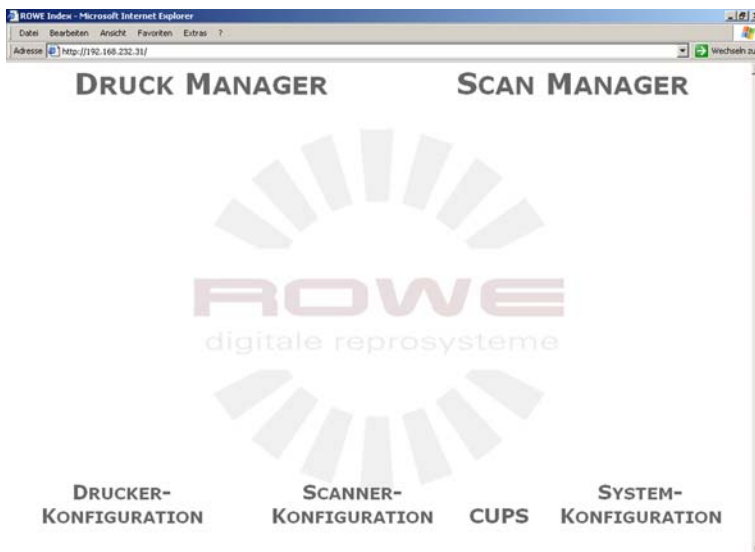 ROWE Index - Microsoft Internet Explorer
Datei Bearbeiten Ansicht Favoriten Extras ?
Adresse http://192.168.232.31/ Wechseln zu
DRUCK MANAGER SCAN MANAGER
ROWE
digitale reprosysteme
DRUCKER-
KONFIGURATION
SCANNER-
KONFIGURATION
CUPS
SYSTEM-
KONFIGURATION